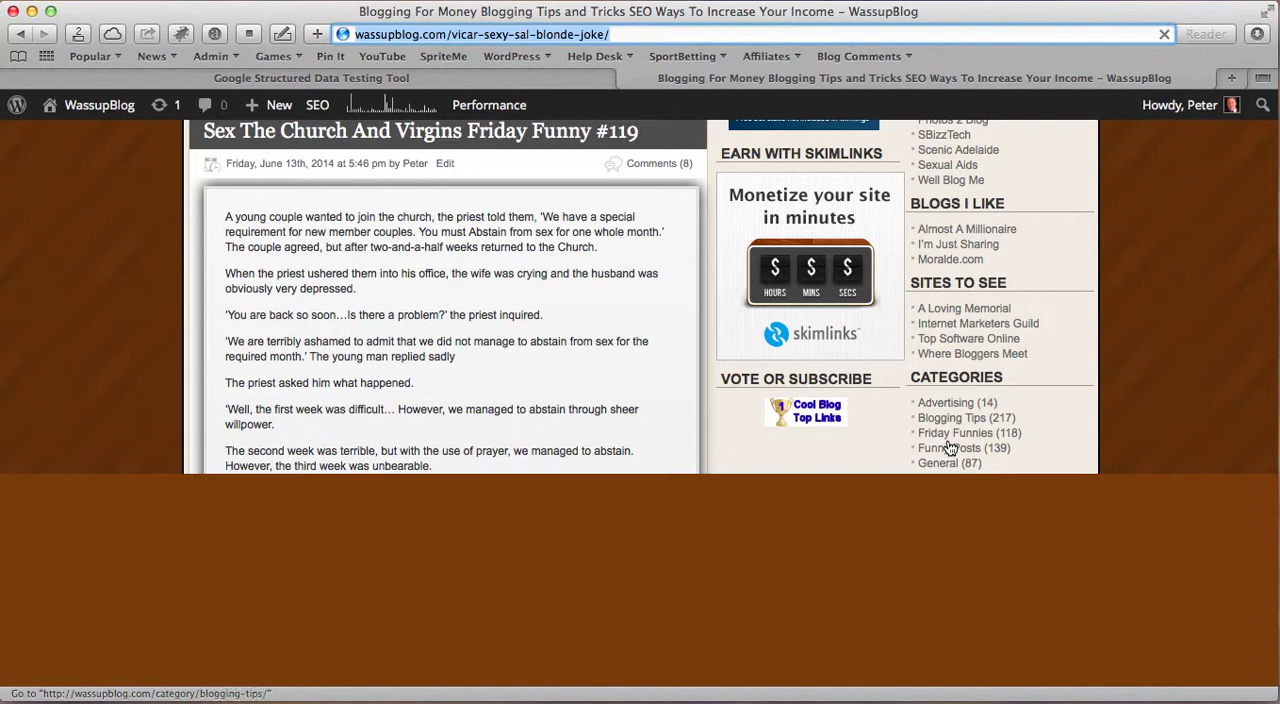 Blogging For Money Blogging Tips and Tricks SEO Ways To Increase Your Income – WassupBlog
2
wassupblog.com/vicar-sexy-sal-blonde-joke/
Reader
Popular News Admin Games Pin It YouTube SpriteMe WordPress Help Desk SportBetting Affiliates Blog Comments
Google Structured Data Testing Tool
Blogging For Money Blogging Tips and Tricks SEO Ways To Increase Your Income – WassupBlog
WassupBlog 1 0 New SEO Performance
Howdy, Peter
Sex The Church And Virgins Friday Funny #119
Friday, June 13th, 2014 at 5:46 pm by Peter Edit
Comments (8)
A young couple wanted to join the church, the priest told them, 'We have a special
requirement for new member couples. You must Abstain from sex for one whole month.'
The couple agreed, but after two-and-a-half weeks returned to the Church.
When the priest ushered them into his office, the wife was crying and the husband was
obviously very depressed.
'You are back so soon…Is there a problem?' the priest inquired.
'We are terribly ashamed to admit that we did not manage to abstain from sex for the
required month.' The young man replied sadly
The priest asked him what happened.
'Well, the first week was difficult… However, we managed to abstain through sheer
willpower.
The second week was terrible, but with the use of prayer, we managed to abstain.
However, the third week was unbearable.
EARN WITH SKIMLINKS
Monetize your site
in minutes
$ $ $
HOURS MINS SECS
skimlinks
VOTE OR SUBSCRIBE
1 Cool Blog
Top Links
Photos 2 Blog
SBizzTech
Scenic Adelaide
Sexual Aids
Well Blog Me
BLOGS I LIKE
Almost A Millionaire
I'm Just Sharing
Moralde.com
SITES TO SEE
A Loving Memorial
Internet Marketers Guild
Top Software Online
Where Bloggers Meet
CATEGORIES
Advertising (14)
Blogging Tips (217)
Friday Funnies (118)
Funny Posts (139)
General (87)
Go to "http://wassupblog.com/category/blogging-tips/"